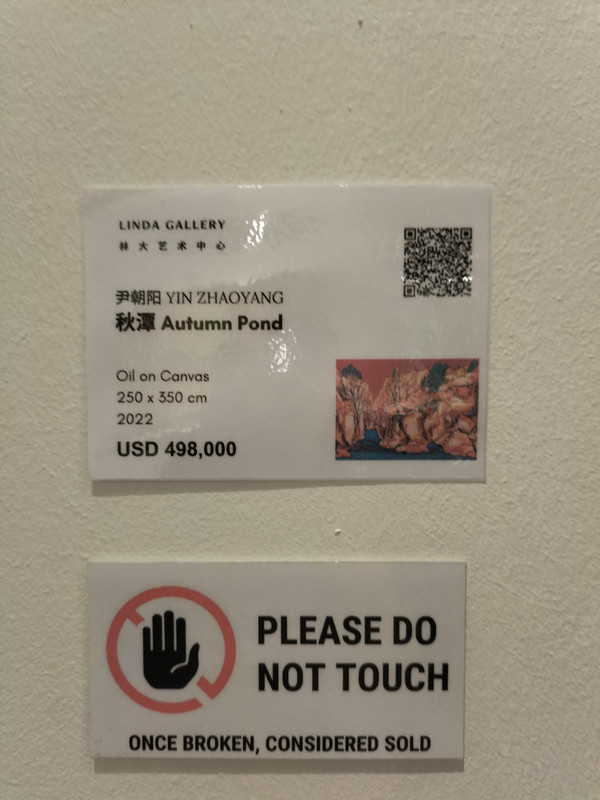 LINDA GALLERY
林大艺术中心
尹朝阳 YIN ZHAOYANG
秋潭 Autumn Pond
Oil on Canvas
250 x 350 cm
2022
USD 498,000
PLEASE DO
NOT TOUCH
ONCE BROKEN, CONSIDERED SOLD